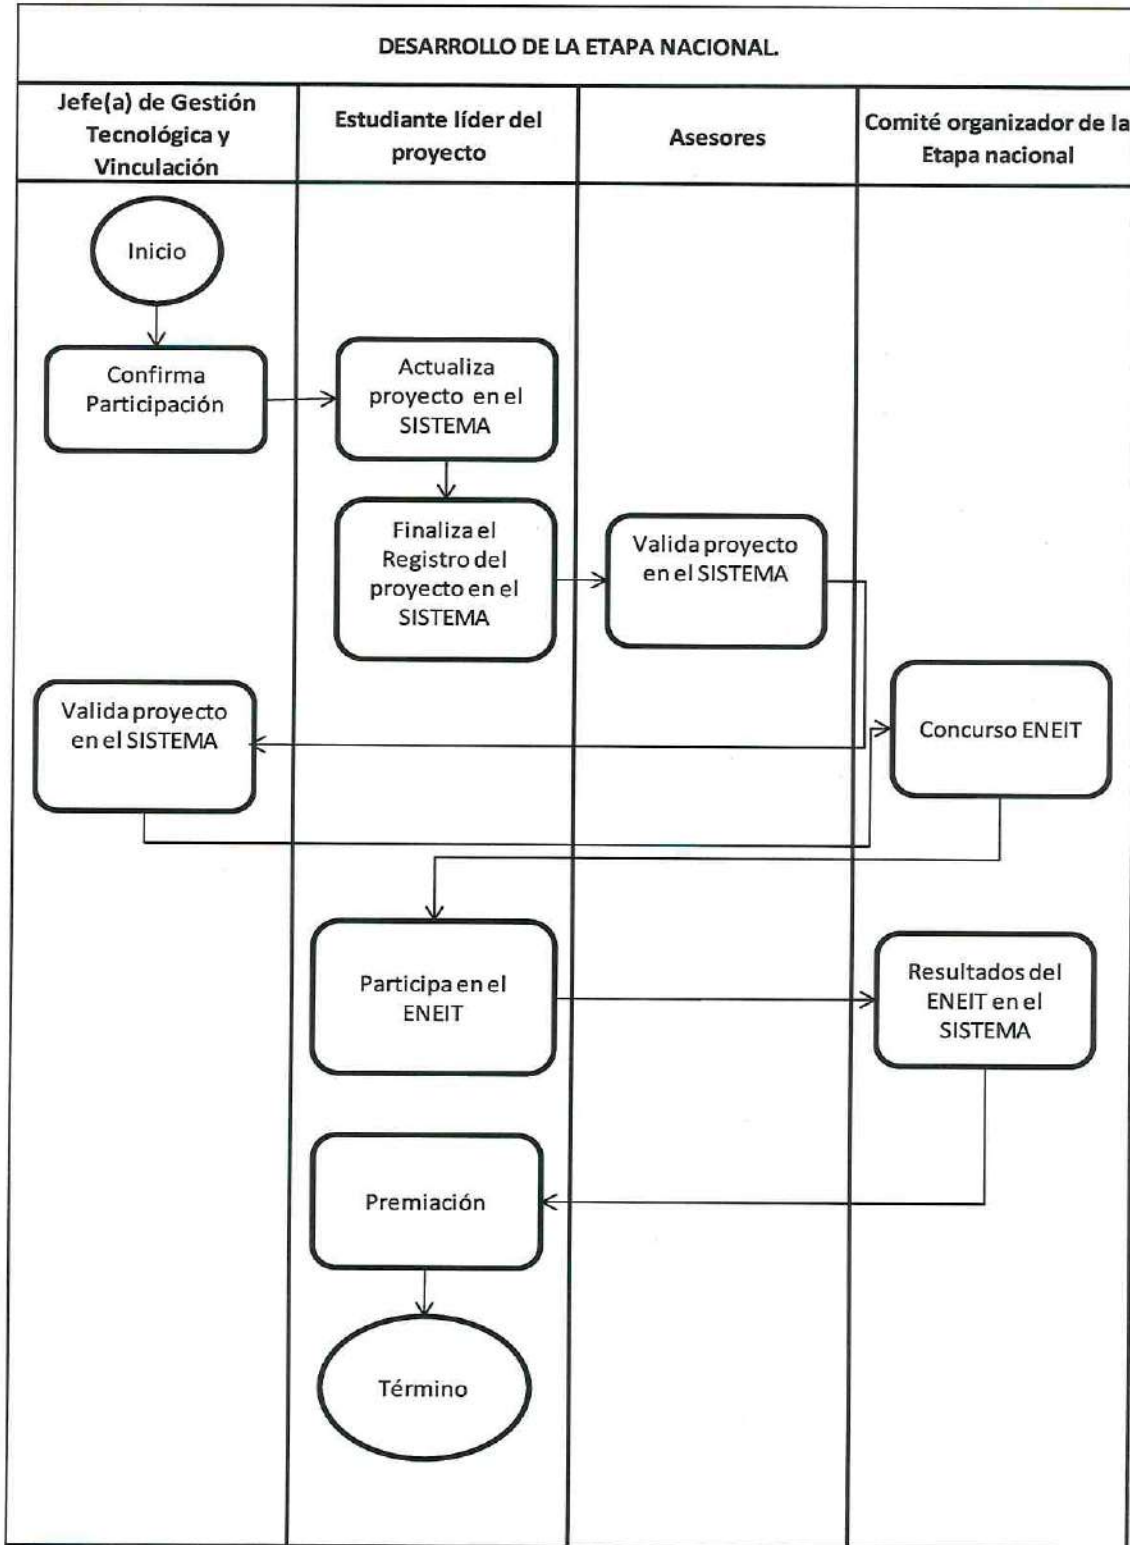 DESARROLLO DE LA ETAPA NACIONAL.
Jefe(a) de Gestión
Tecnológica y
Vinculación
Estudiante líder del
proyecto
Asesores
Comité organizador de la
Etapa nacional
Inicio
Confirma
Participación
Actualiza
proyecto en el
SISTEMA
Finaliza el
Registro del
proyecto en el
SISTEMA
Valida proyecto
en el SISTEMA
Valida proyecto
en el SISTEMA
Concurso ENEIT
Participa en el
ENEIT
Resultados del
ENEIT en el
SISTEMA
Premiación
Término